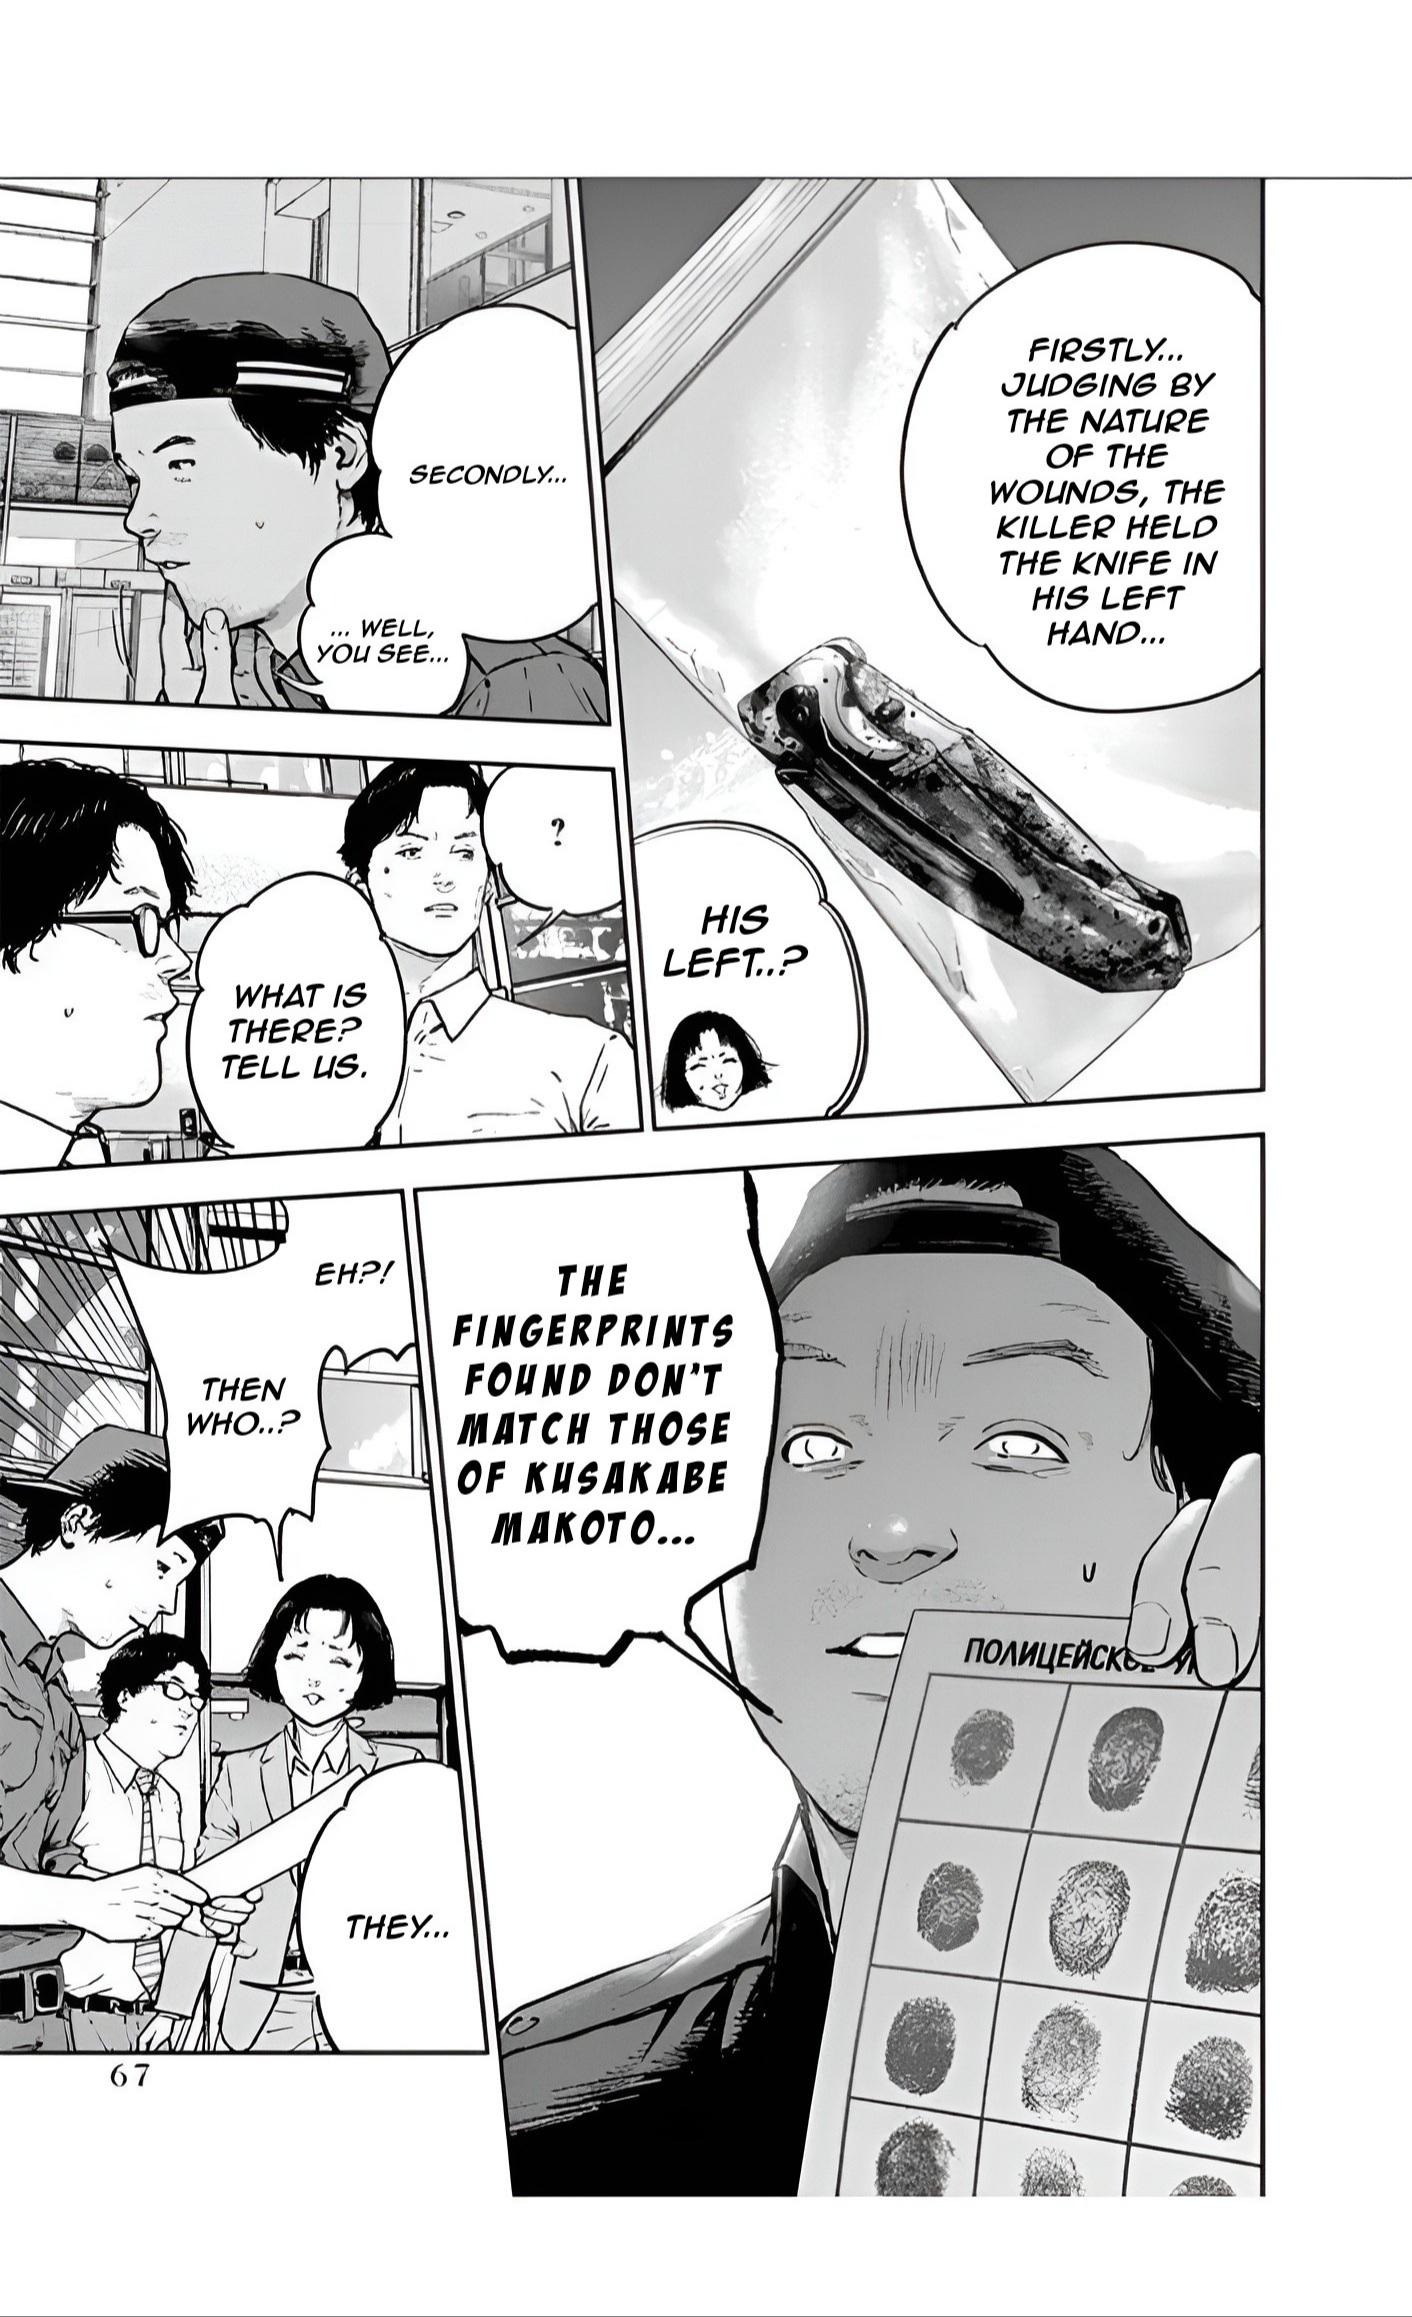 FIRSTLY...
JUDGING BY
THE NATURE
OF THE
WOUNDS, THE
KILLER HELD
THE KNIFE IN
HIS LEFT
HAND...
HIS
LEFT..?
SECONDLY...
... WELL,
YOU SEE...
?
WHAT IS
THERE?
TELL US.
THE
FINGERPRINTS
FOUND DON'T
MATCH THOSE
OF KUSAKABE
MAKOTO...
ПОЛИЦЕЙСКОЕ
EH?!
THEN
WHO..?
THEY...
67